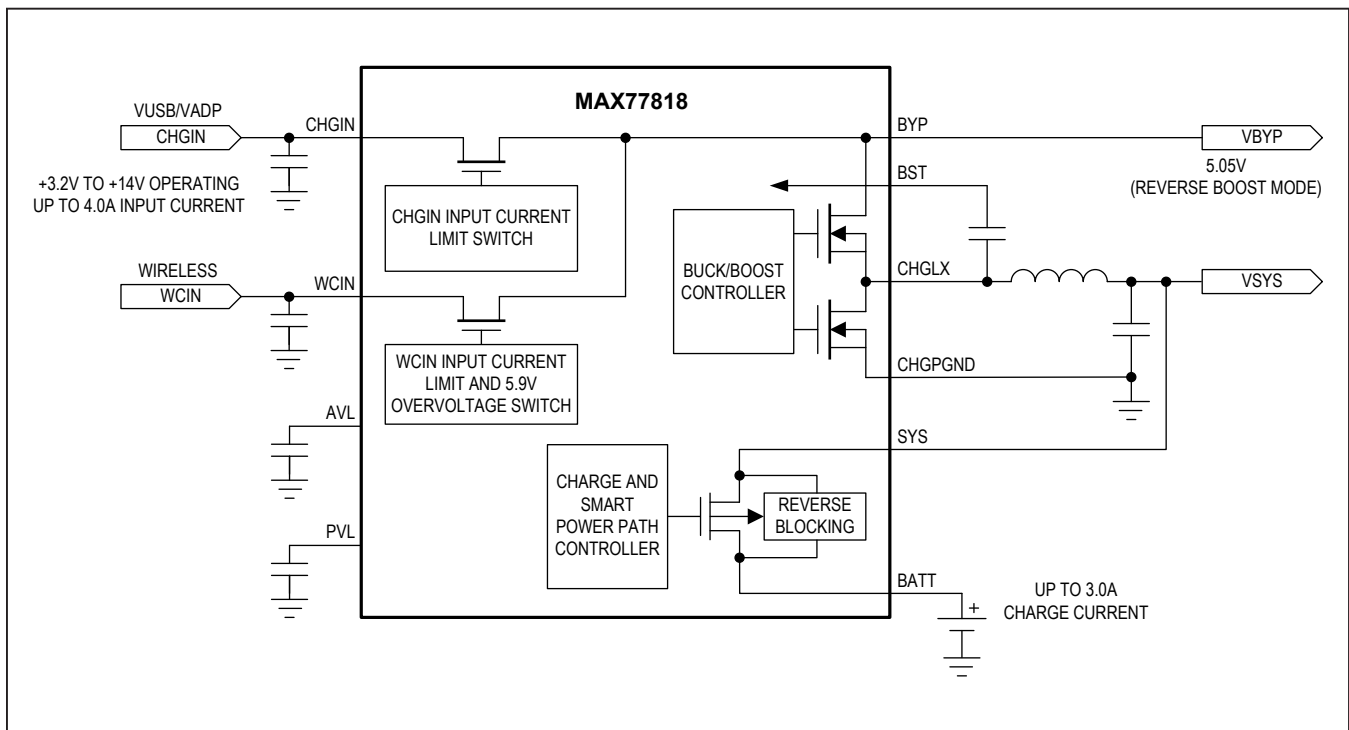 MAX77818
VUSB/VADP
CHGIN
CHGIN
+3.2V TO +14V OPERATING
UP TO 4.0A INPUT CURRENT
CHGIN INPUT CURRENT
LIMIT SWITCH
WIRELESS
WCIN
WCIN
WCIN INPUT CURRENT
LIMIT AND 5.9V
OVERVOLTAGE SWITCH
AVL
PVL
BUCK/BOOST
CONTROLLER
CHARGE AND
SMART
POWER PATH
CONTROLLER
REVERSE
BLOCKING
BYP
VBYP
5.05V
(REVERSE BOOST MODE)
BST
CHGLX
VSYS
CHGPGND
SYS
BATT
+
UP TO 3.0A
CHARGE CURRENT